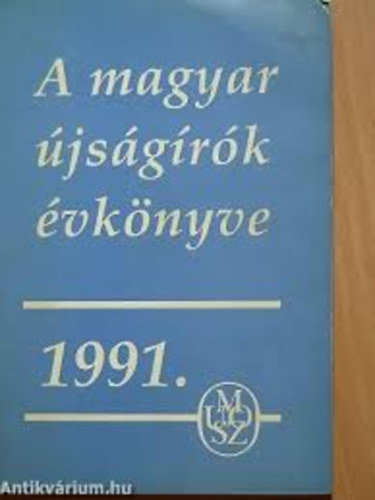 A magyar
újságírók
évkönyve
1991.
MUOSZ
Antikvárium.hu